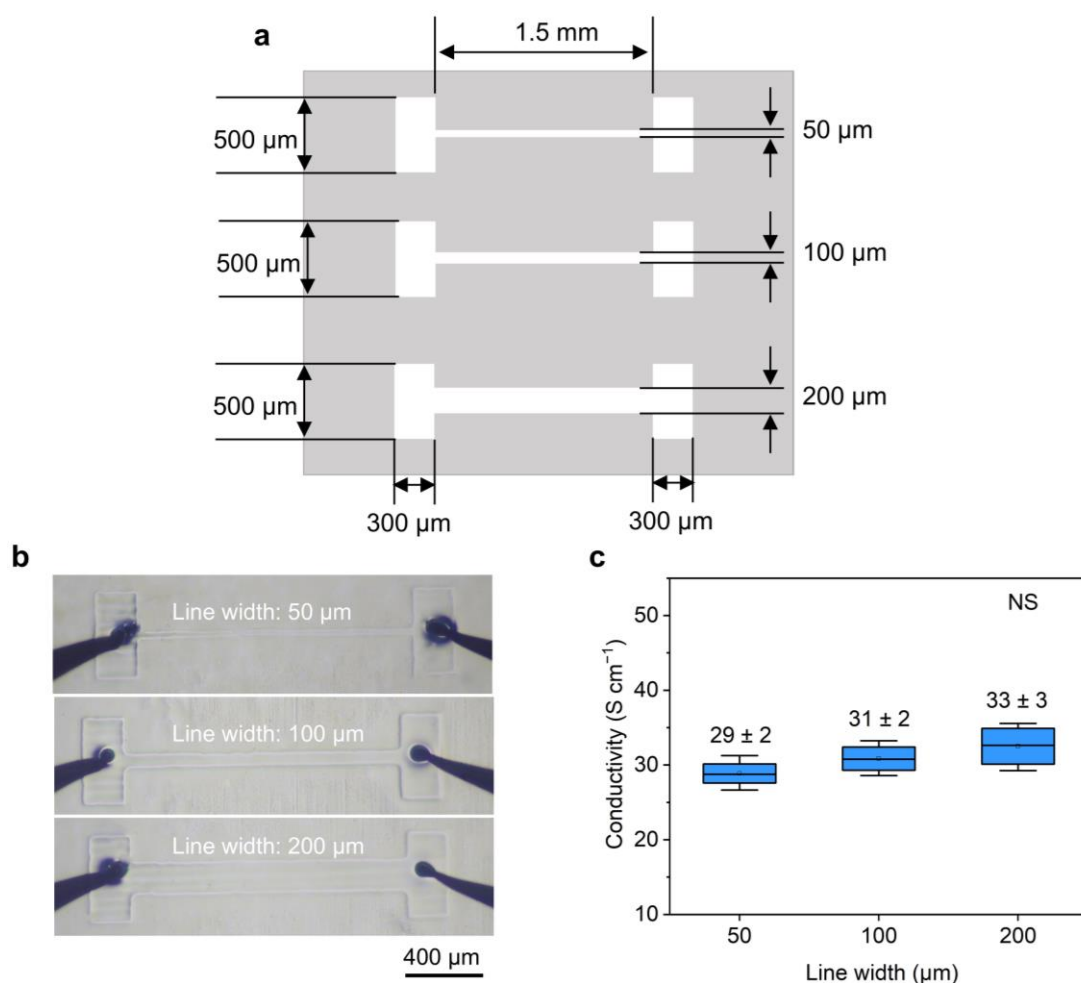 a
1.5 mm
500 µm
50 µm
500 µm
100 µm
500 µm
200 µm
300 µm
300 µm
b
Line width: 50 µm
Line width: 100 µm
Line width: 200 µm
400 µm
c
NS
50
40
30
20
10
29 ± 2
31 ± 2
33 ± 3
Conductivity (S cm⁻¹)
50
100
200
Line width (µm)